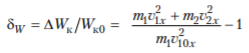 δ_W = ΔW_к/W_к0 = (m₁v²₁ₓ + m₂v²₂ₓ)/(m₁v²₁₀ₓ) − 1